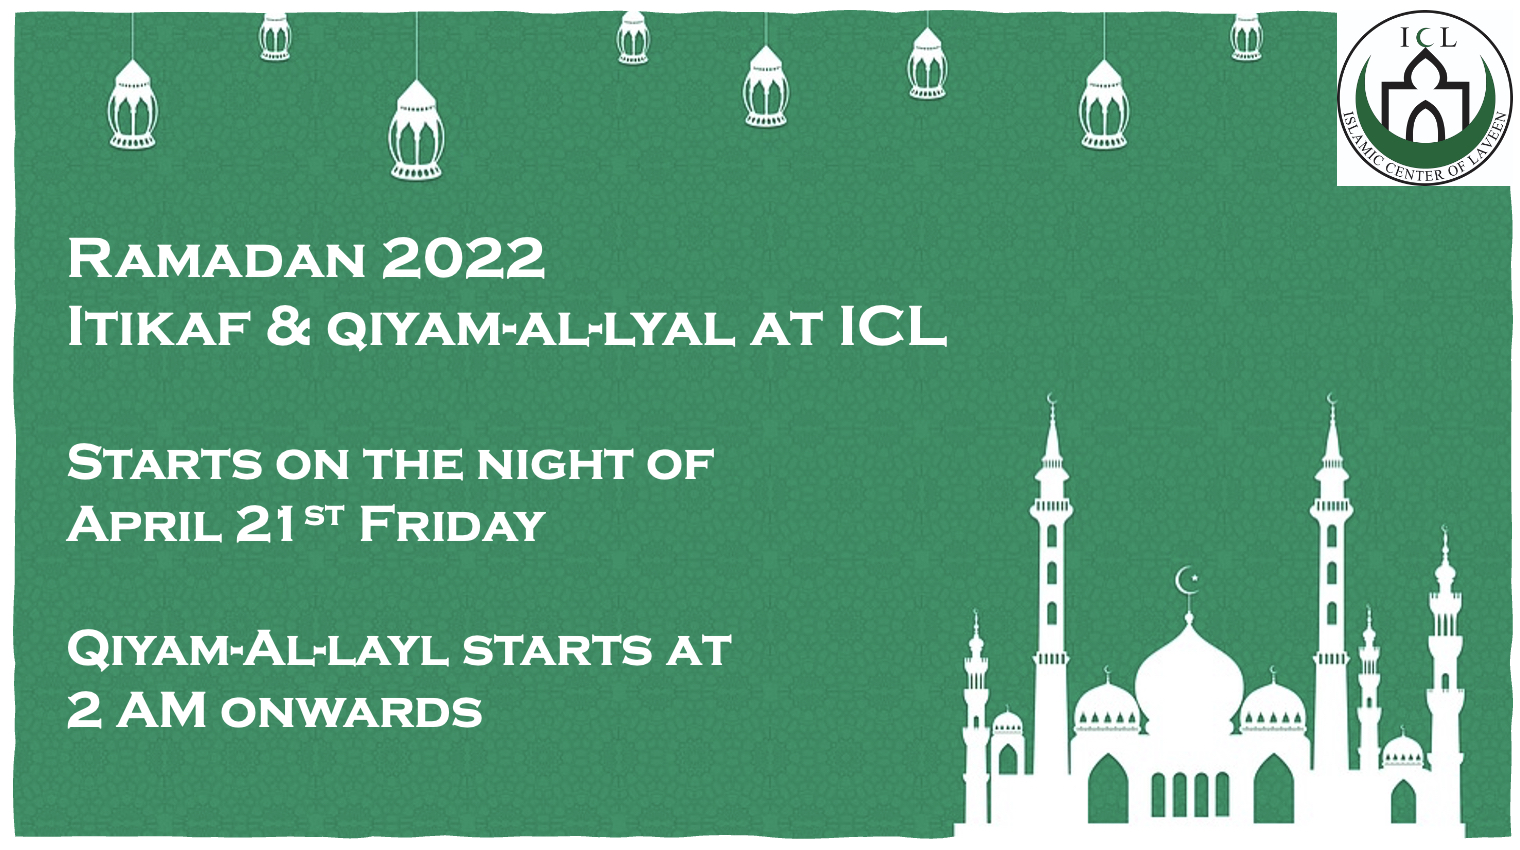 ICL
ISLAMIC CENTER OF LAVEEN
RAMADAN 2022
ITIKAF & QIYAM-AL-LYAL AT ICL
STARTS ON THE NIGHT OF
APRIL 21ST FRIDAY
QIYAM-AL-LAYL STARTS AT
2 AM ONWARDS